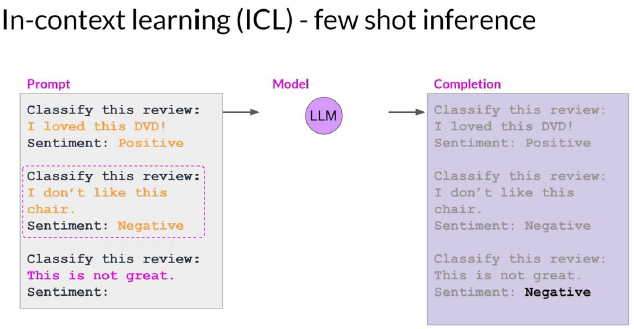 In-context learning (ICL) - few shot inference
Prompt
Classify this review:
I loved this DVD!
Sentiment: Positive
Classify this review:
I don't like this
chair.
Sentiment: Negative
Classify this review:
This is not great.
Sentiment:
Model
LLM
Completion
Classify this review:
I loved this DVD!
Sentiment: Positive
Classify this review:
I don't like this
chair.
Sentiment: Negative
Classify this review:
This is not great.
Sentiment: Negative